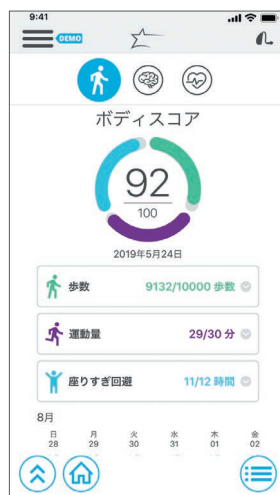 9:41
DEMO
ボディスコア
92
100
2019年5月24日
歩数 9132/10000 歩数
運動量 29/30 分
座りすぎ回避 11/12 時間
8月
日 月 火 水 木 金
28 29 30 31 01 02